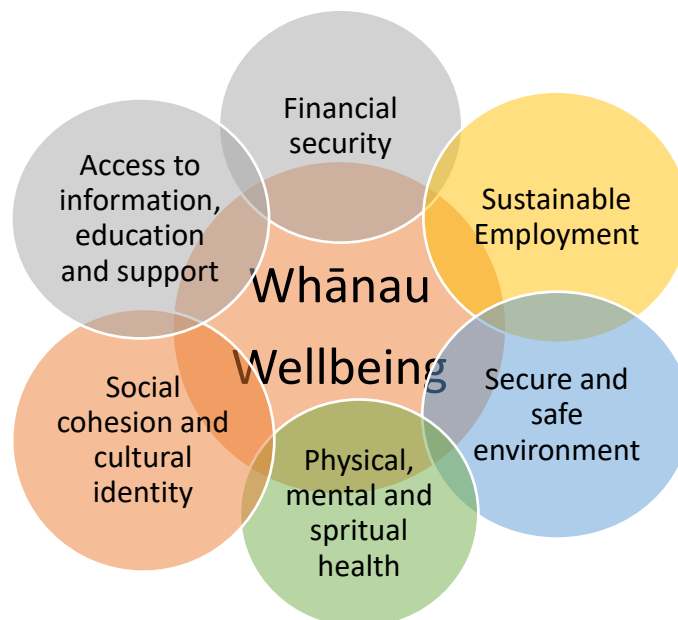 Financial
security
Sustainable
Employment
Secure and
safe
environment
Physical,
mental and
spritual
health
Social
cohesion and
cultural
identity
Access to
information,
education
and support
Whānau
Wellbeing